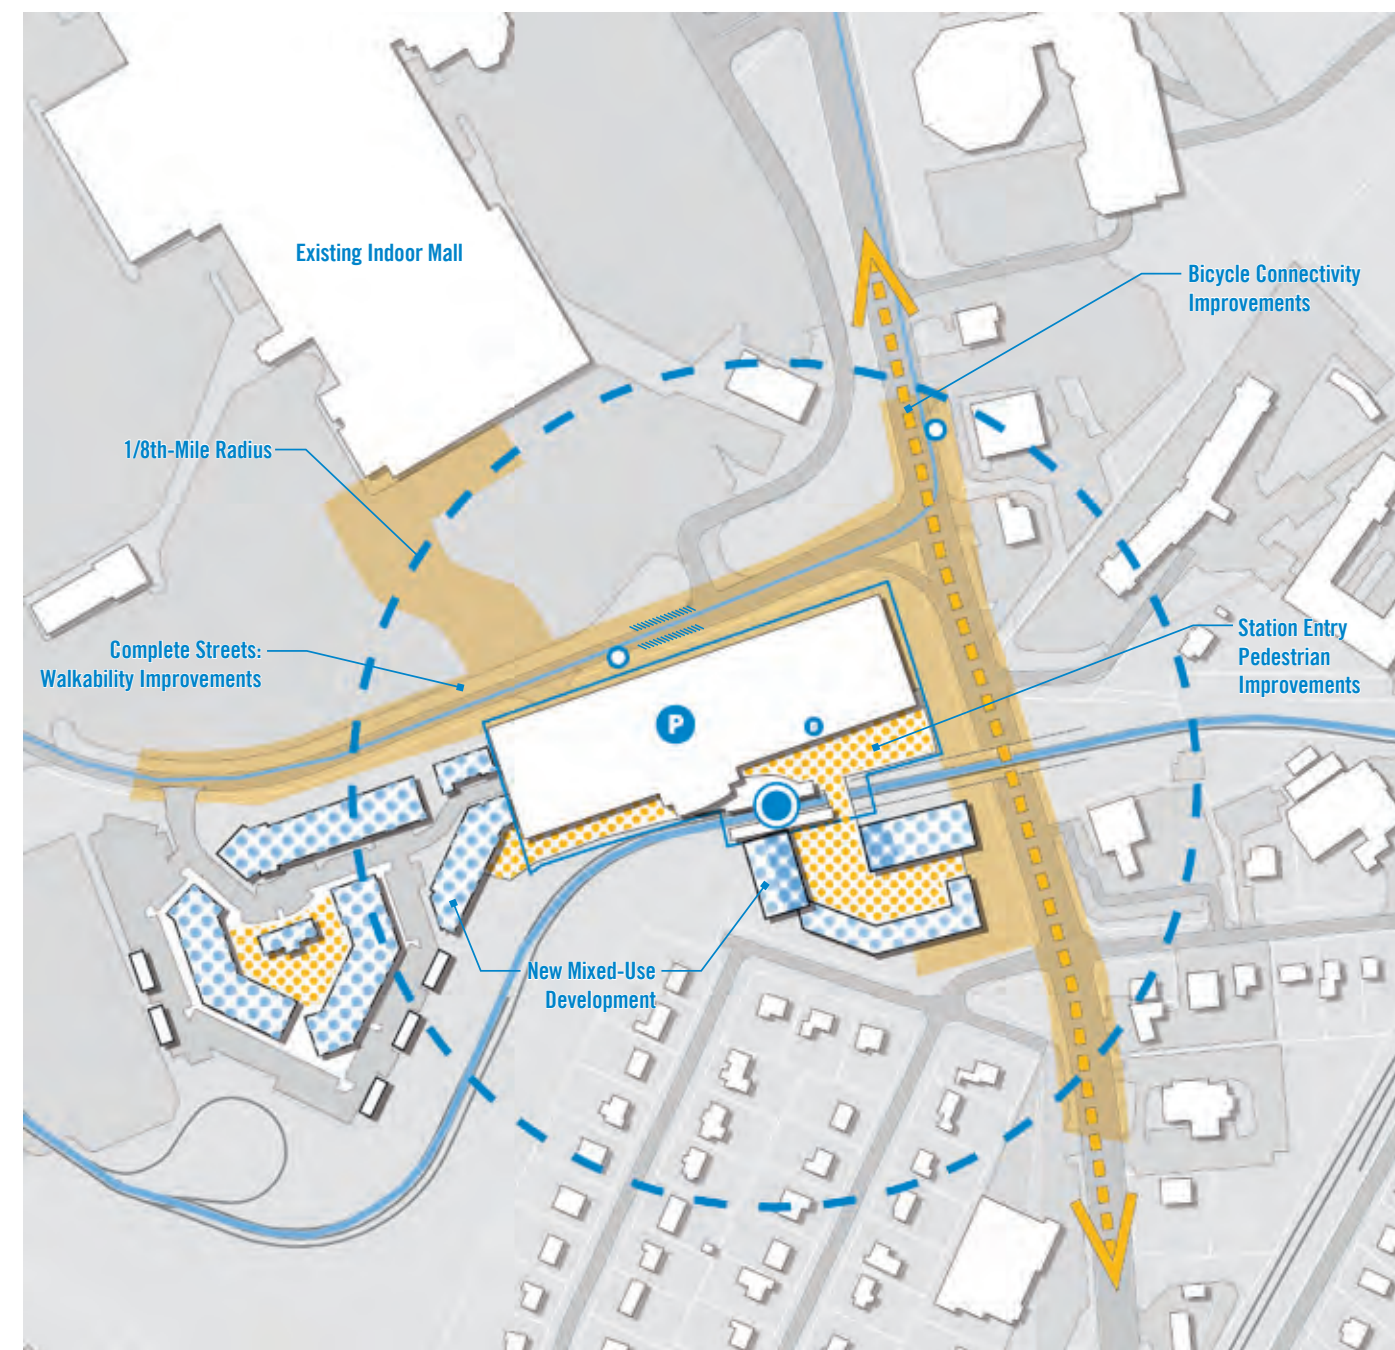 Existing Indoor Mall
Bicycle Connectivity
Improvements
1/8th-Mile Radius
Complete Streets:
Walkability Improvements
Station Entry
Pedestrian
Improvements
P
New Mixed-Use
Development